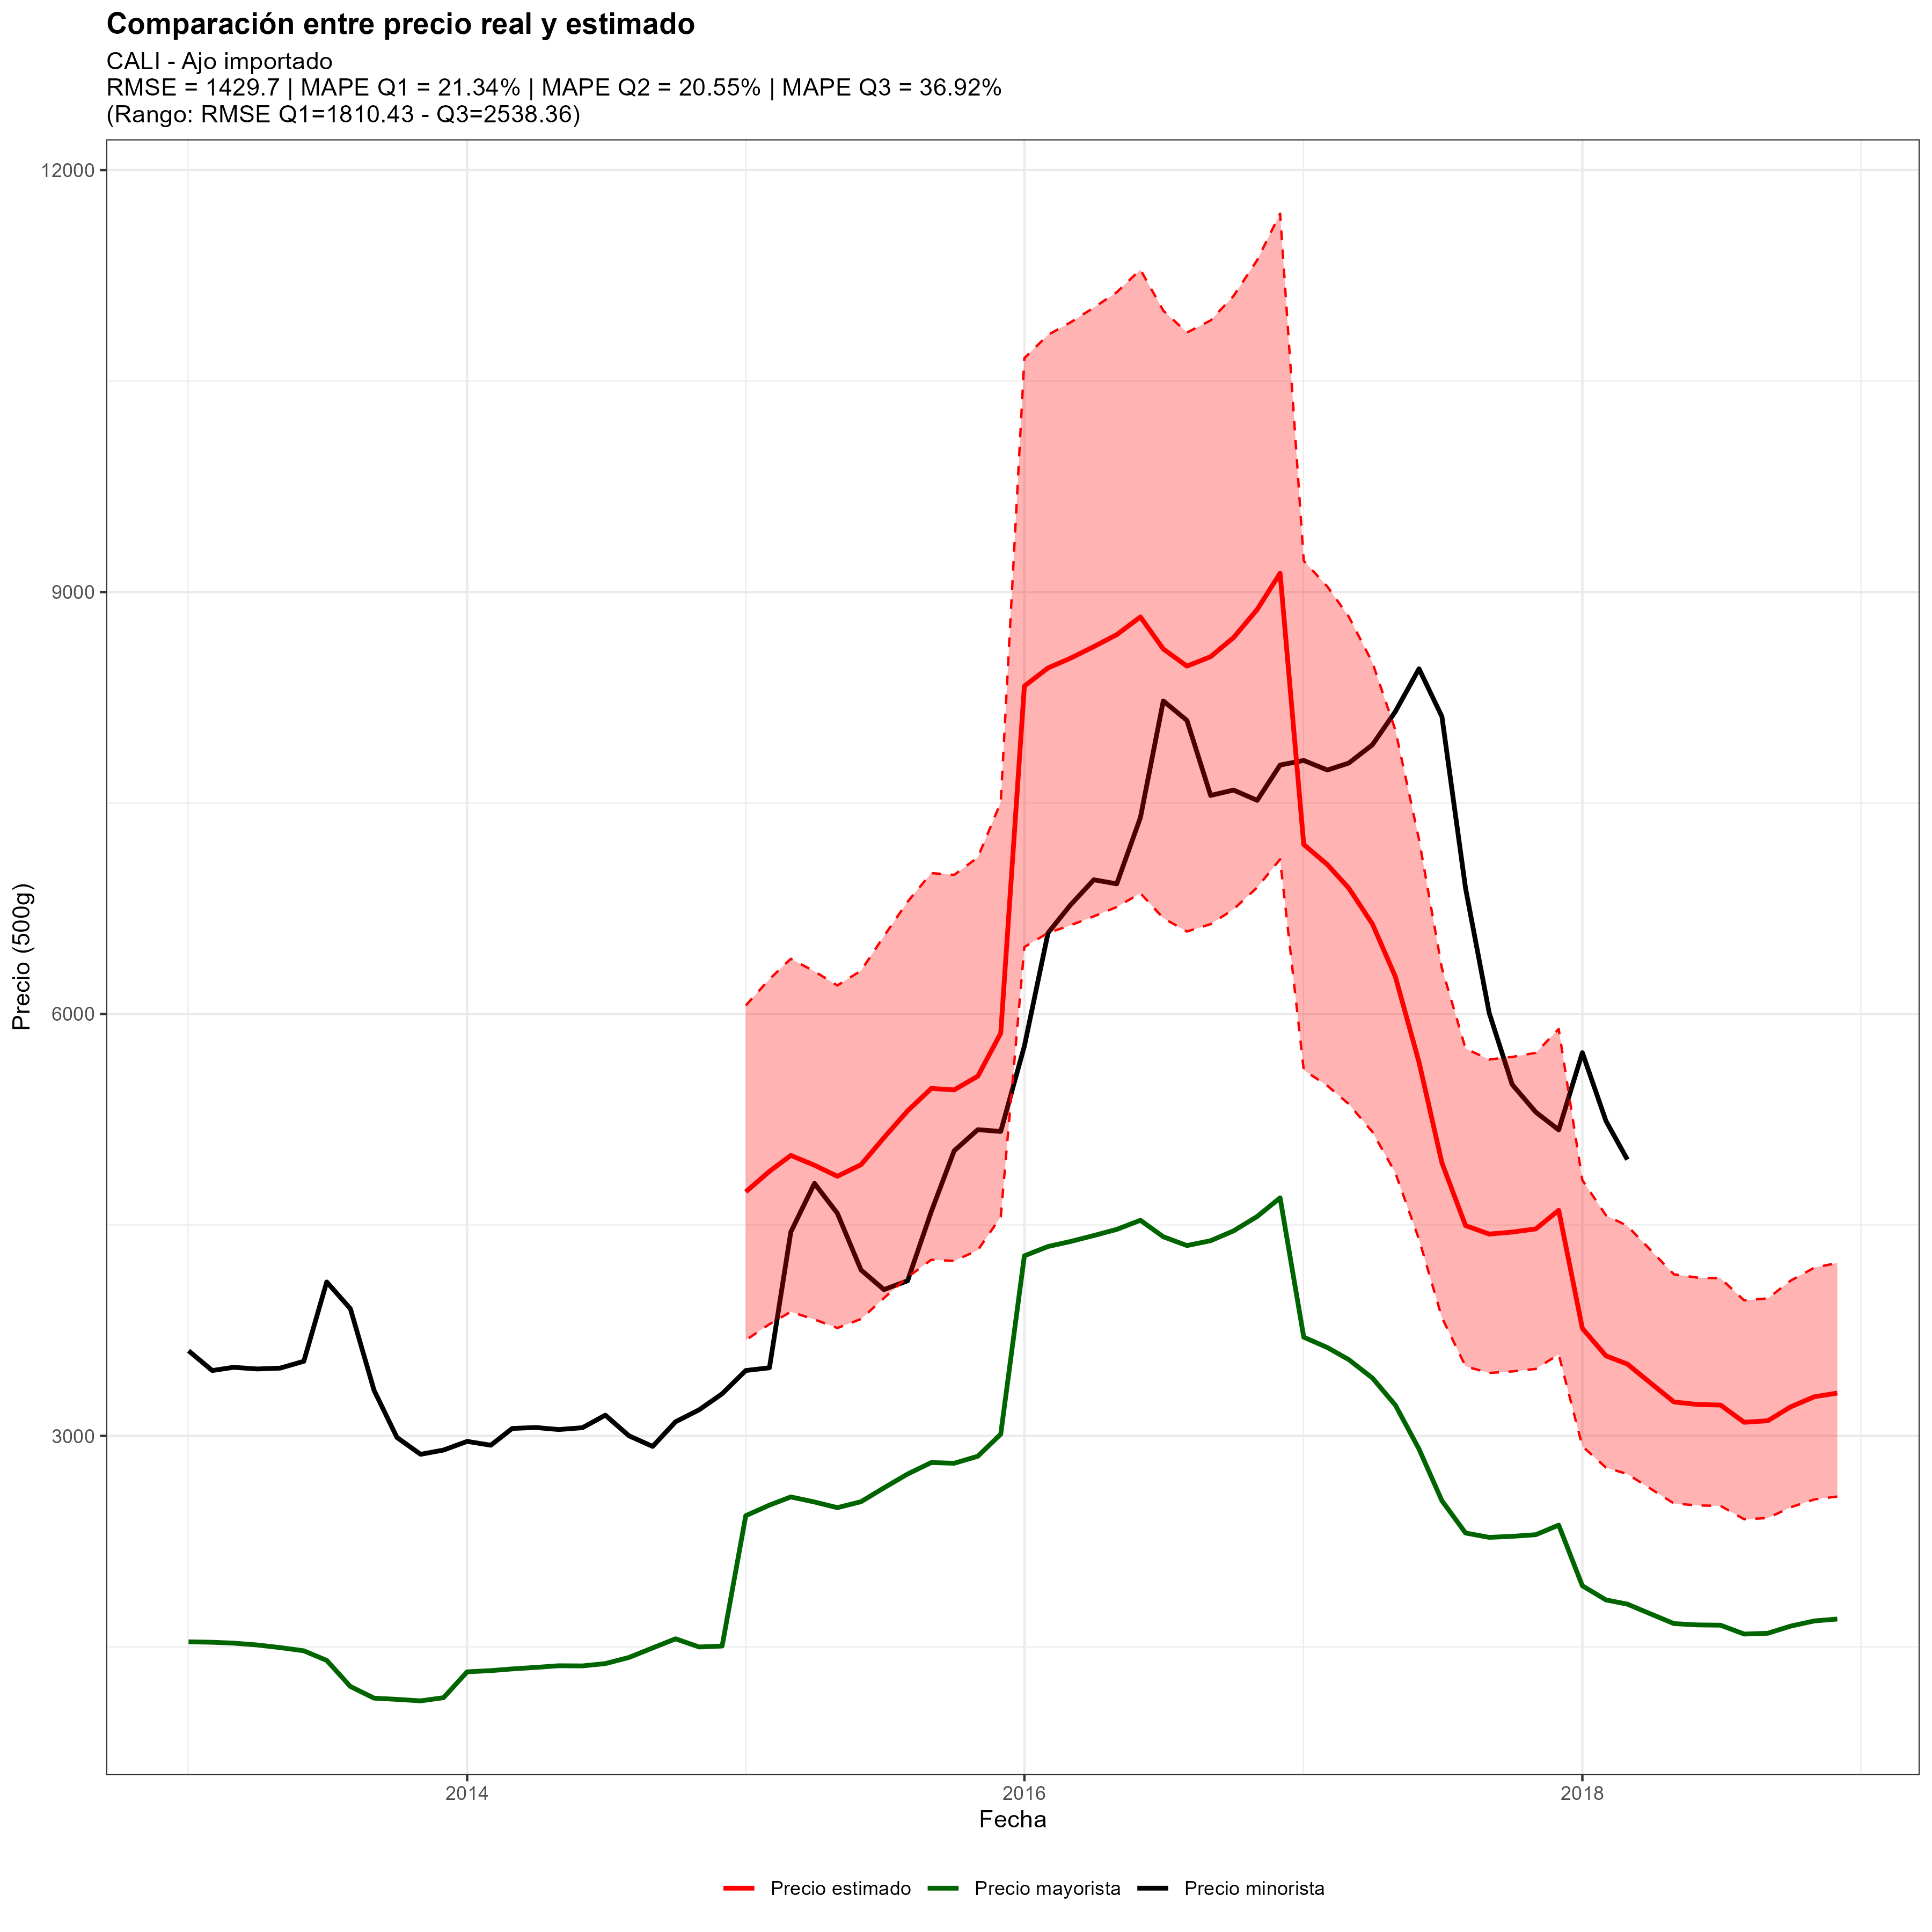 Comparación entre precio real y estimado
CALI - Ajo importado
RMSE = 1429.7 | MAPE Q1 = 21.34% | MAPE Q2 = 20.55% | MAPE Q3 = 36.92%
(Rango: RMSE Q1=1810.43 - Q3=2538.36)
12000
9000
6000
3000
Precio (500g)
2014
2016
2018
Fecha
Precio estimado
Precio mayorista
Precio minorista